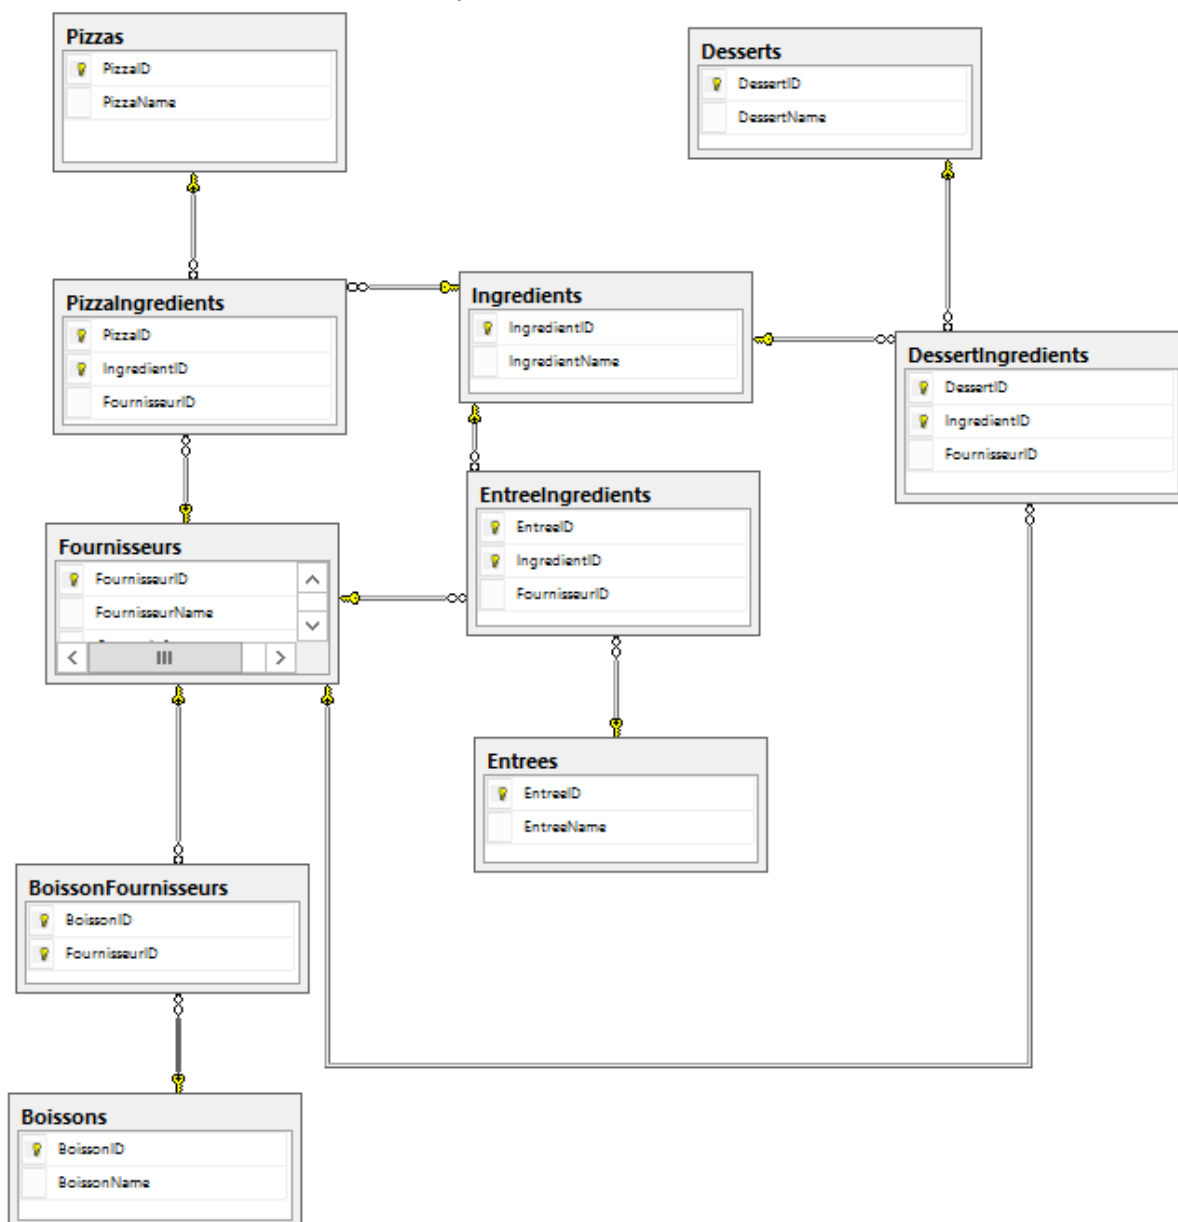 Pizzas
PizzaID
PizzaName
Desserts
DessertID
DessertName
PizzaIngredients
PizzaID
IngredientID
FournisseurID
Ingredients
IngredientID
IngredientName
DessertIngredients
DessertID
IngredientID
FournisseurID
EntreeIngredients
EntreeID
IngredientID
FournisseurID
Fournisseurs
FournisseurID
FournisseurName
Entrees
EntreeID
EntreeName
BoissonFournisseurs
BoissonID
FournisseurID
Boissons
BoissonID
BoissonName